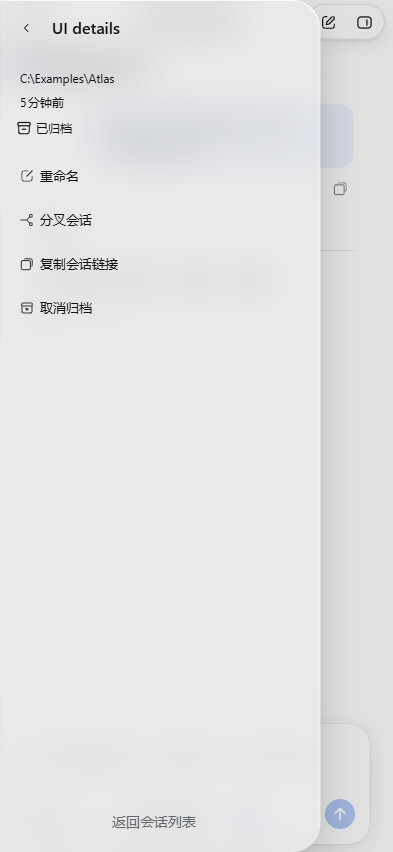 UI details
C:\Examples\Atlas
5分钟前
已归档
重命名
分叉会话
复制会话链接
取消归档
返回会话列表